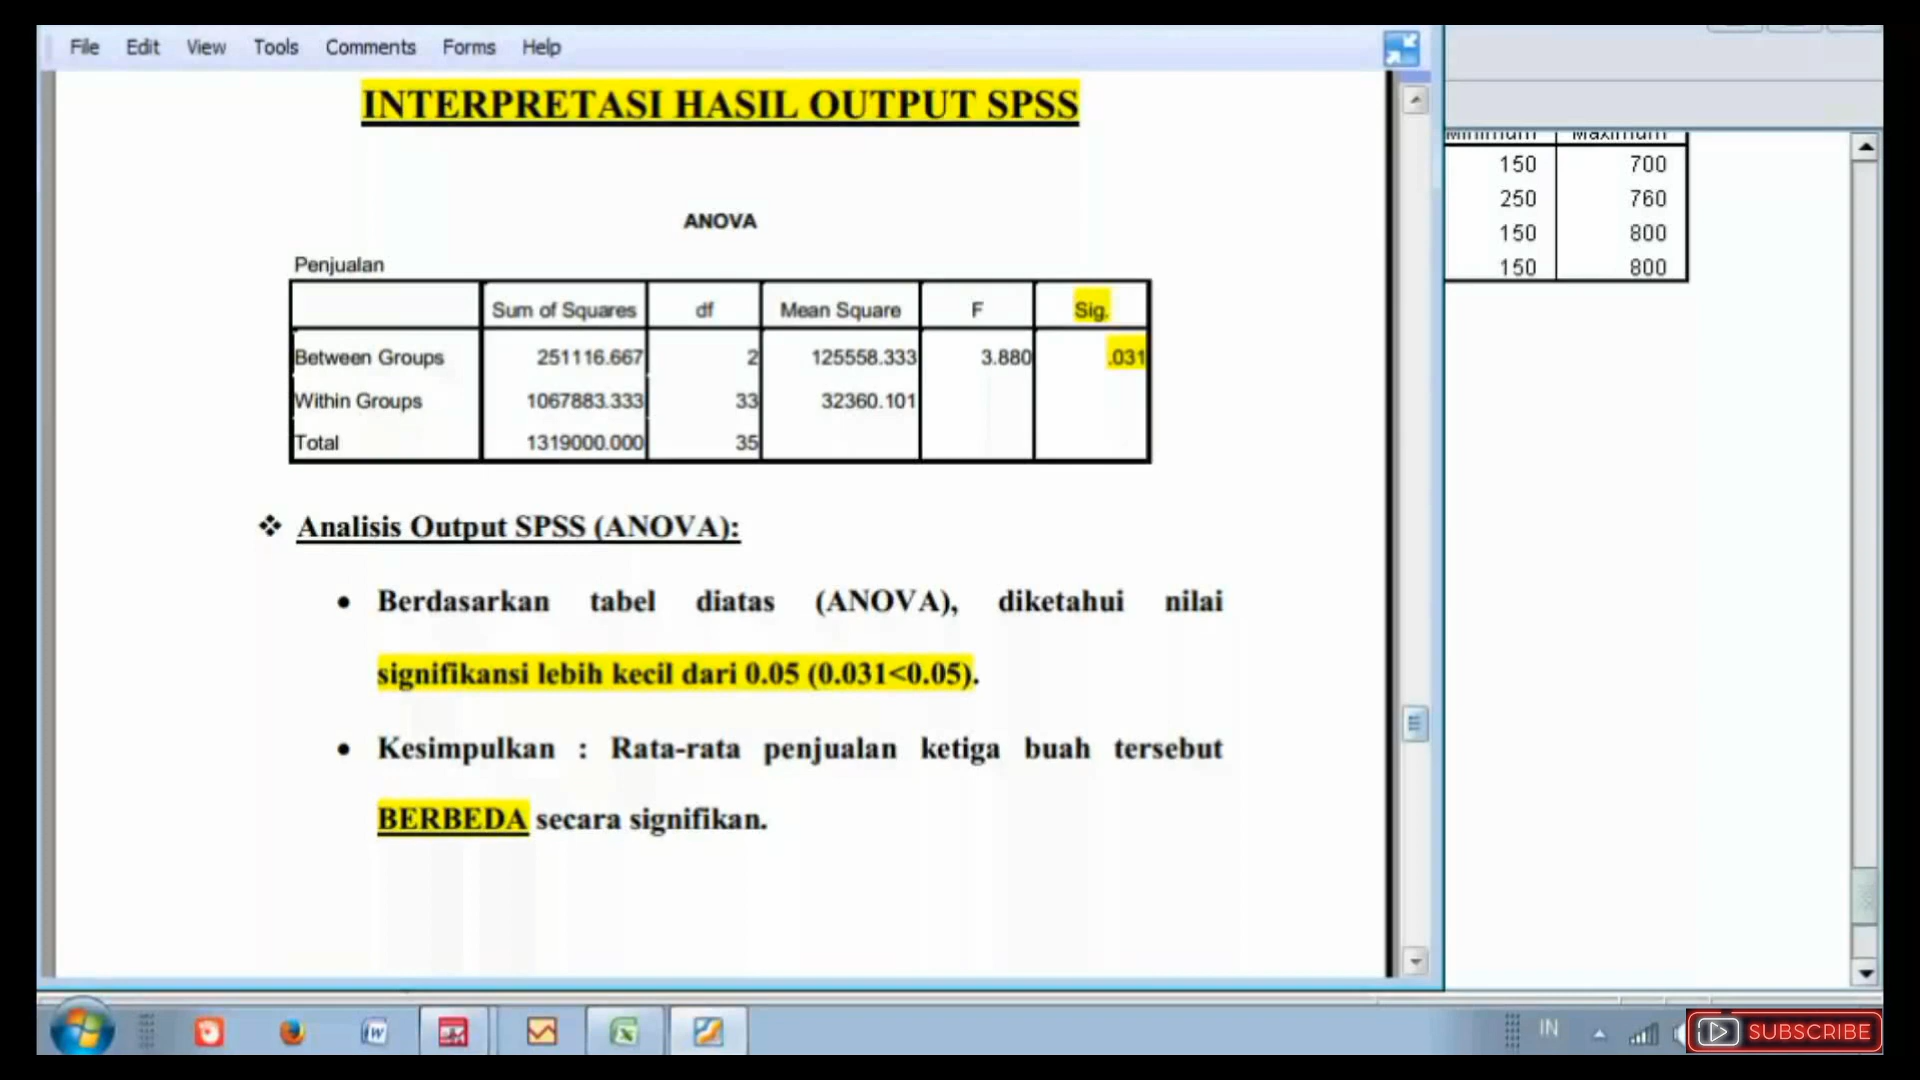 File Edit View Tools Comments Forms Help
INTERPRETASI HASIL OUTPUT SPSS
ANOVA
Penjualan
Sum of Squares df Mean Square F Sig.
Between Groups 251116.667 2 125558.333 3.880 .031
Within Groups 1067883.333 33 32360.101
Total 1319000.000 35
❖ Analisis Output SPSS (ANOVA):
• Berdasarkan tabel diatas (ANOVA), diketahui nilai
signifikansi lebih kecil dari 0.05 (0.031<0.05).
• Kesimpulkan : Rata-rata penjualan ketiga buah tersebut
BERBEDA secara signifikan.
Minimum Maximum
150 700
250 760
150 800
150 800
IN
SUBSCRIBE